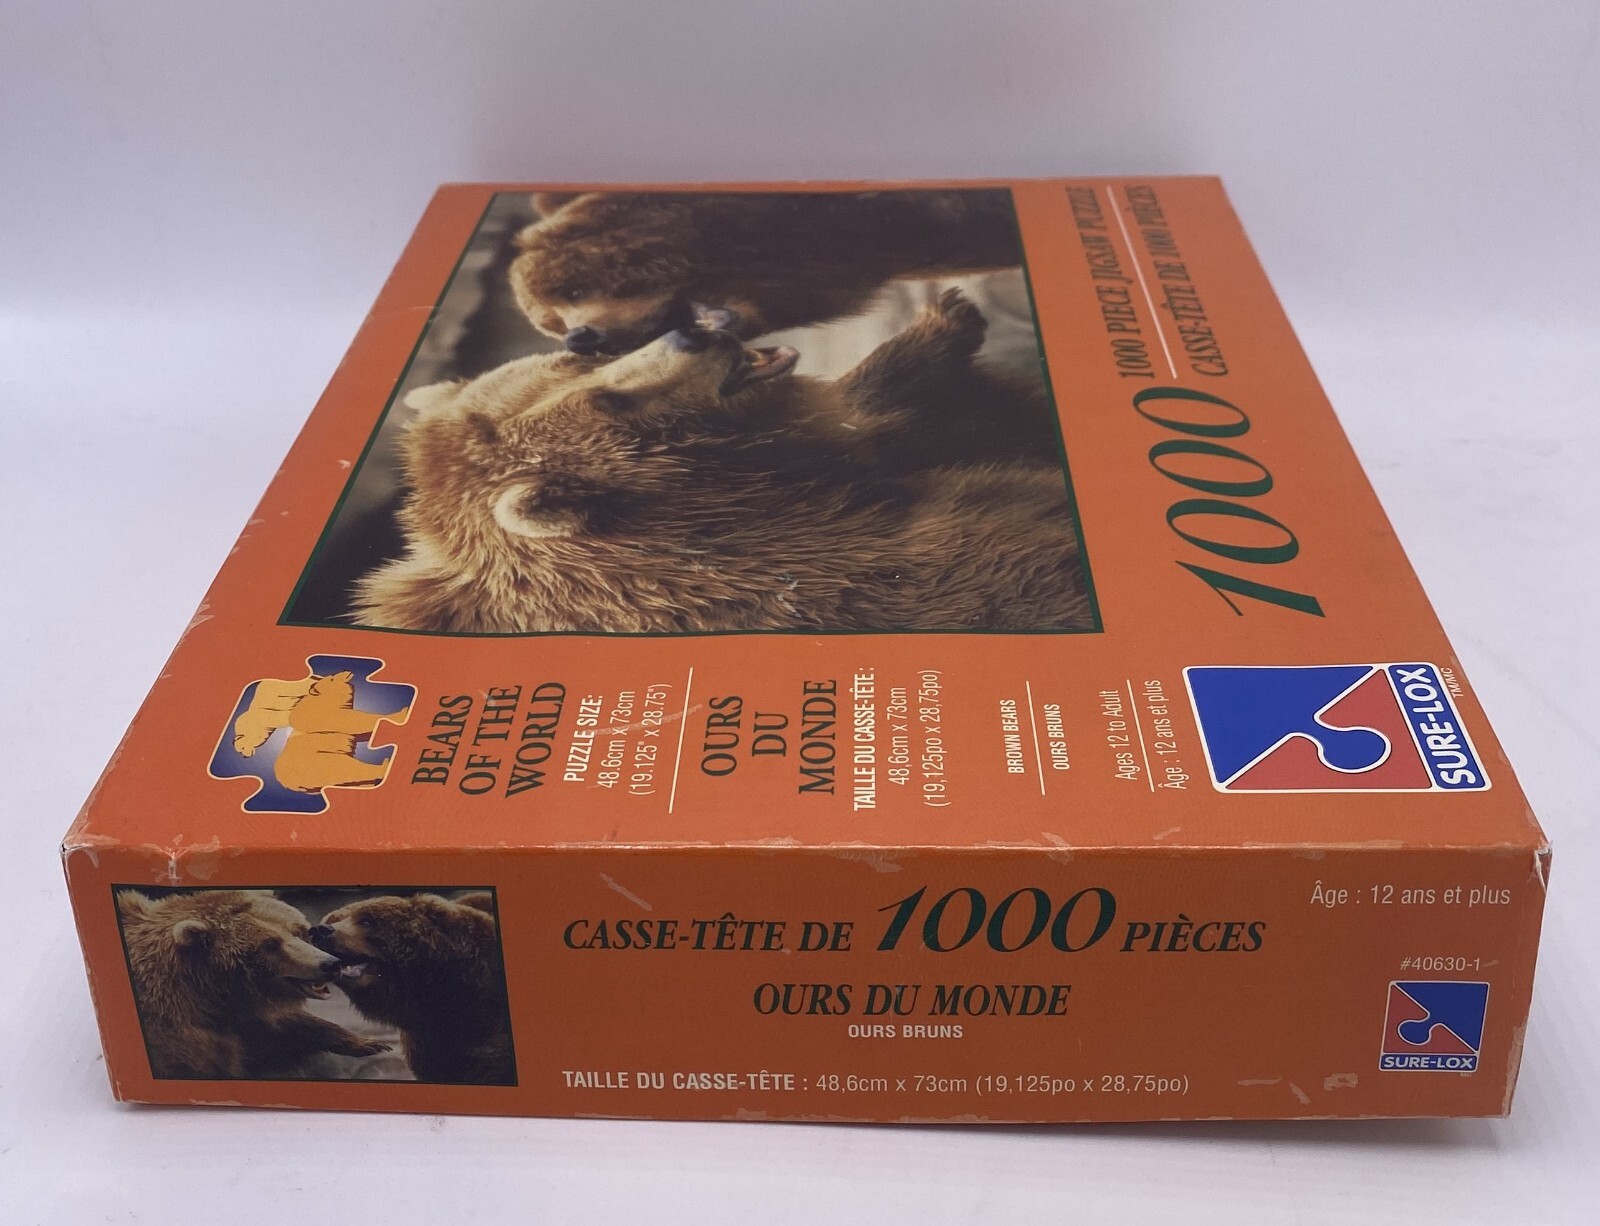 1000
1000 PIECE JIGSAW PUZZLE
CASSE-TÊTE DE 1000 PIÈCES
BEARS
OF THE
WORLD
PUZZLE SIZE:
48.6cm x 73cm
(19.125" x 28.75")
OURS
DU
MONDE
TAILLE DU CASSE-TÊTE :
48,6cm x 73cm
(19,125po x 28,75po)
BROWN BEARS
OURS BRUNS
Ages 12 to Adult
Âge : 12 ans et plus
SURE-LOX
TM/MC
CASSE-TÊTE DE 1000 PIÈCES
OURS DU MONDE
OURS BRUNS
TAILLE DU CASSE-TÊTE : 48,6cm x 73cm (19,125po x 28,75po)
Âge : 12 ans et plus
#40630-1
SURE-LOX